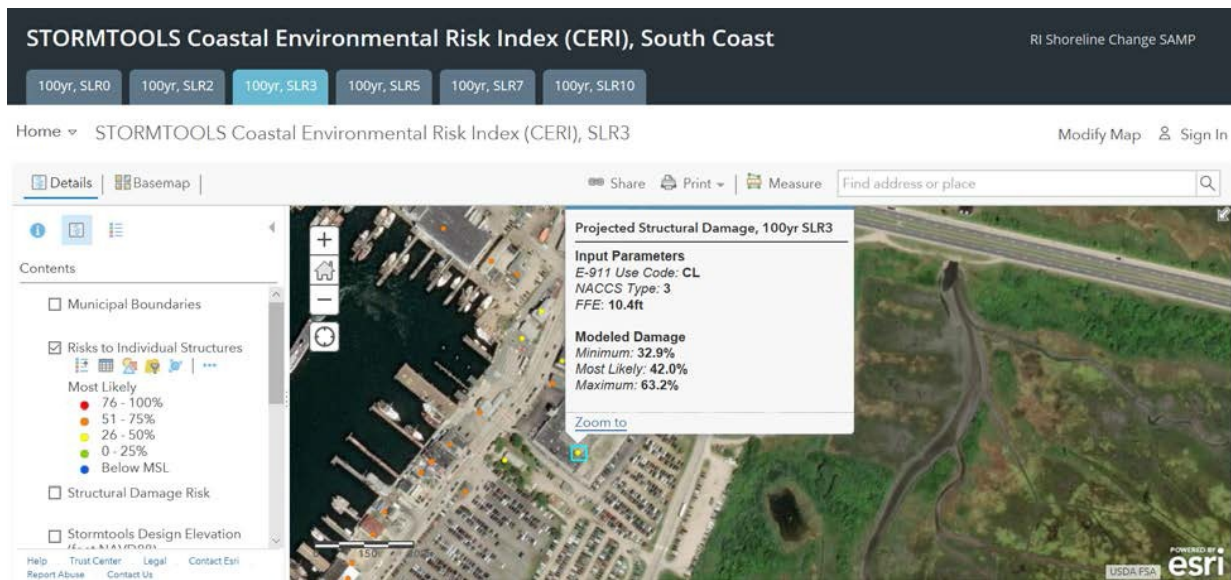 STORMTOOLS Coastal Environmental Risk Index (CERI), South Coast
RI Shoreline Change SAMP
100yr, SLR0
100yr, SLR2
100yr, SLR3
100yr, SLR5
100yr, SLR7
100yr, SLR10
Home
STORMTOOLS Coastal Environmental Risk Index (CERI), SLR3
Modify Map
Sign In
Details
Basemap
Share
Print
Measure
Find address or place
Contents
Municipal Boundaries
Risks to Individual Structures
Most Likely
76 - 100%
51 - 75%
26 - 50%
0 - 25%
Below MSL
Structural Damage Risk
Stormtools Design Elevation
(feet NAVD88)
Help
Trust Center
Legal
Contact Esri
Report Abuse
Contact Us
Projected Structural Damage, 100yr SLR3
Input Parameters
E-911 Use Code: CL
NACCS Type: 3
FFE: 10.4ft
Modeled Damage
Minimum: 32.9%
Most Likely: 42.0%
Maximum: 63.2%
Zoom to
0
150
USDA FSA
POWERED BY
esri